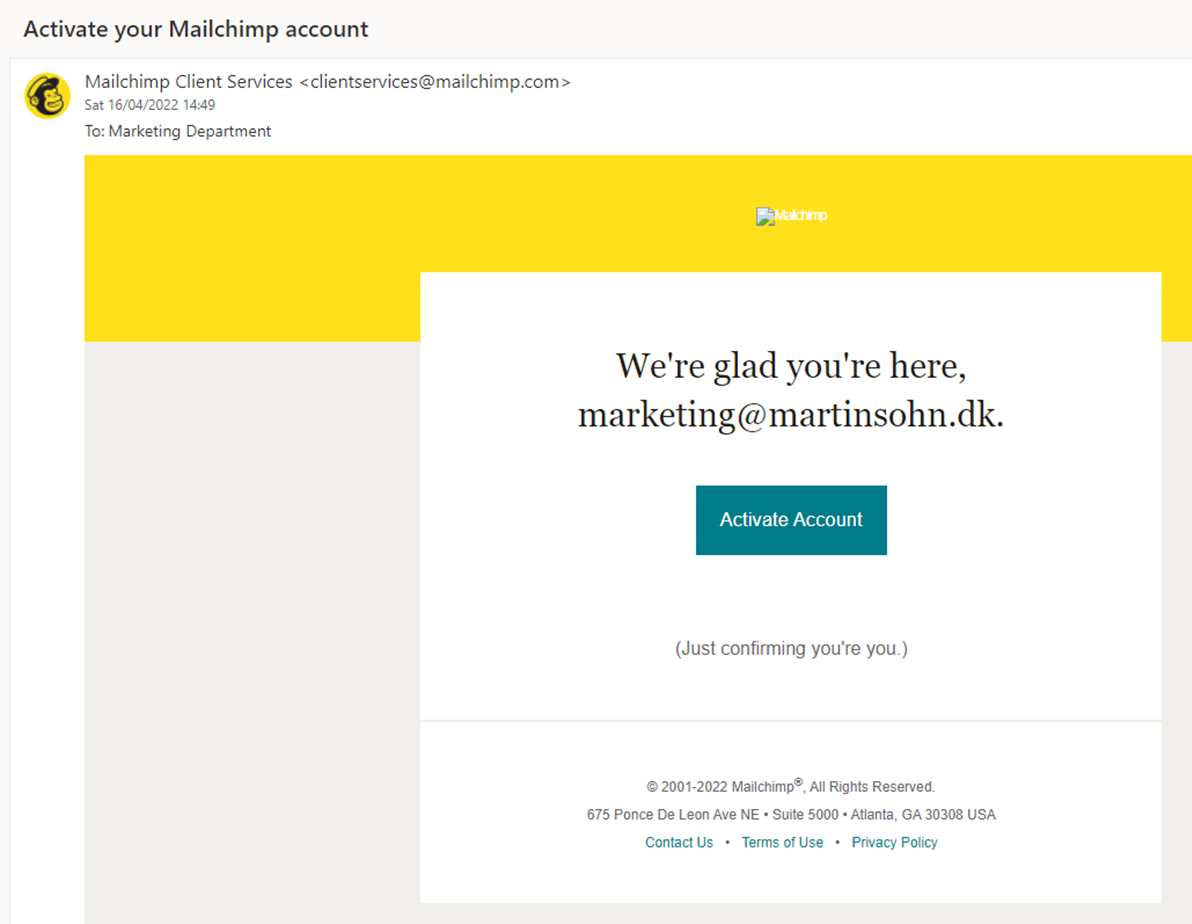 Activate your Mailchimp account
Mailchimp Client Services <clientservices@mailchimp.com>
Sat 16/04/2022 14:49
To: Marketing Department
Mailchimp
We're glad you're here,
marketing@martinsohn.dk.
Activate Account
(Just confirming you're you.)
© 2001-2022 Mailchimp®, All Rights Reserved.
675 Ponce De Leon Ave NE • Suite 5000 • Atlanta, GA 30308 USA
Contact Us • Terms of Use • Privacy Policy